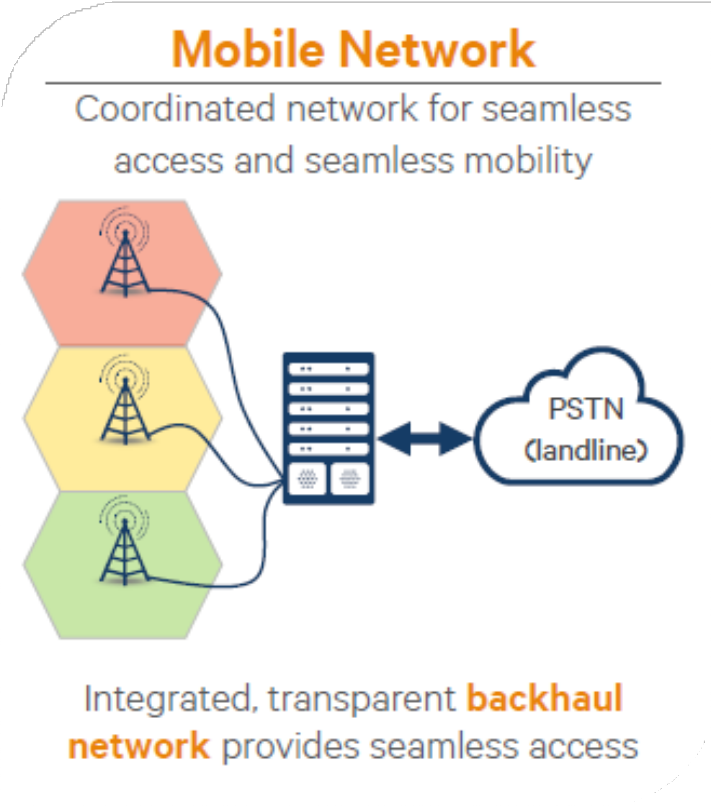 Mobile Network
Coordinated network for seamless
access and seamless mobility
PSTN
(landline)
Integrated, transparent backhaul
network provides seamless access